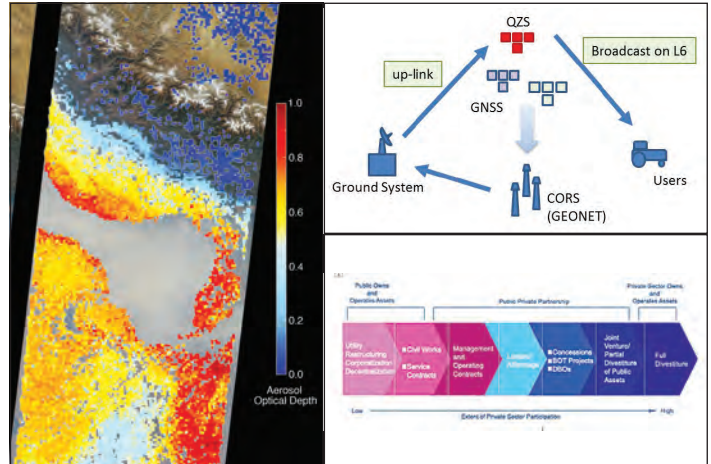 1.0
0.8
0.6
0.4
0.2
0.0
Aerosol
Optical Depth
QZS
up-link
Broadcast on L6
GNSS
Ground System
CORS
(GEONET)
Users
Public Owns
and
Operates Assets
Public Private Partnership
Private Sector Owns
and
Operates Assets
Utility
Restructuring
Corporatization
Decentralization
■Civil Works
■Service
Contracts
Management
and
Operating
Contracts
■Concessions
■BOT Projects
■DBOs
Joint
Venture/
Partial
Divestiture
of Public
Assets
Full
Divestiture
Low
Extent of Private Sector Participation
High